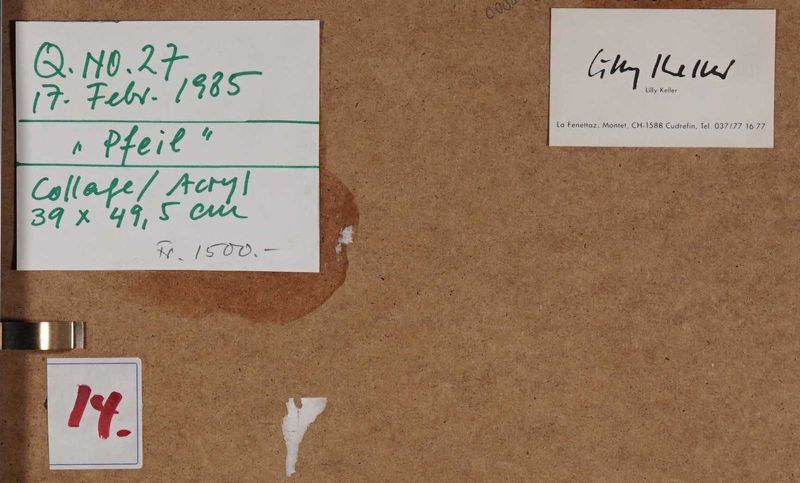 Q. NO. 27
17. Febr. 1985
„ Pfeil “
Collage / Acryl
39 x 49,5 cm
Fr. 1500.-
14.
Lilly Keller
Lilly Keller
La Fenettaz, Montet, CH-1588 Cudrefin, Tel. 037/77 16 77